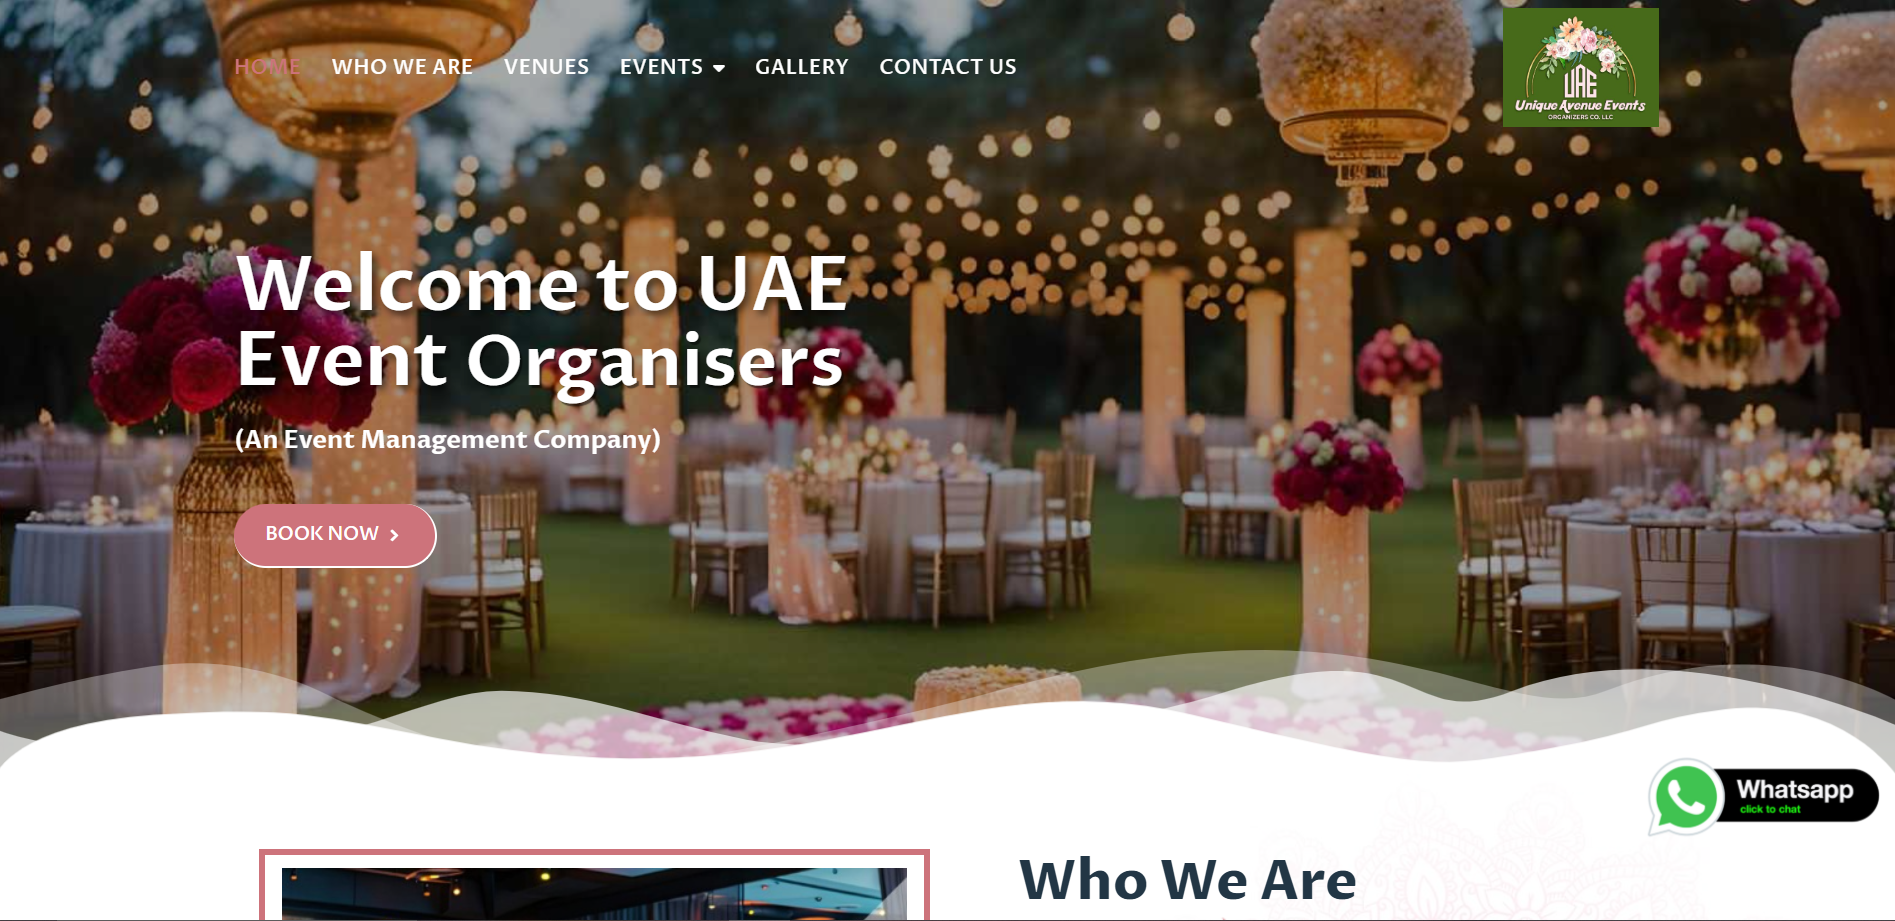 HOME WHO WE ARE VENUES EVENTS GALLERY CONTACT US
UAE
Unique Avenue Events
ORGANIZERS CO. LLC
Welcome to UAE
Event Organisers
(An Event Management Company)
BOOK NOW
Whatsapp
click to chat
Who We Are